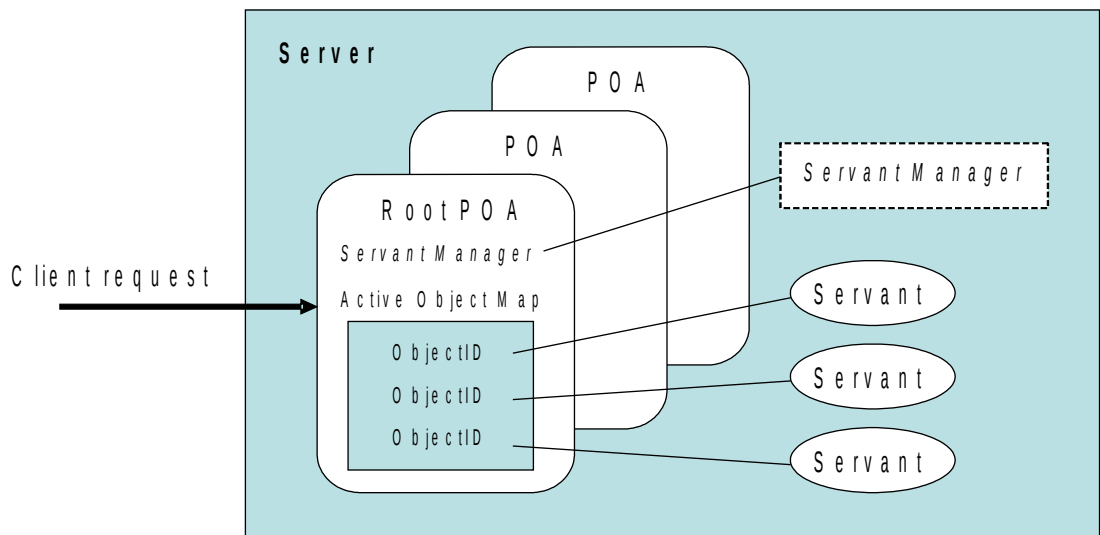 Server
POA
POA
RootPOA
ServantManager
Active Object Map
ObjectID
ObjectID
ObjectID
Client request
ServantManager
Servant
Servant
Servant